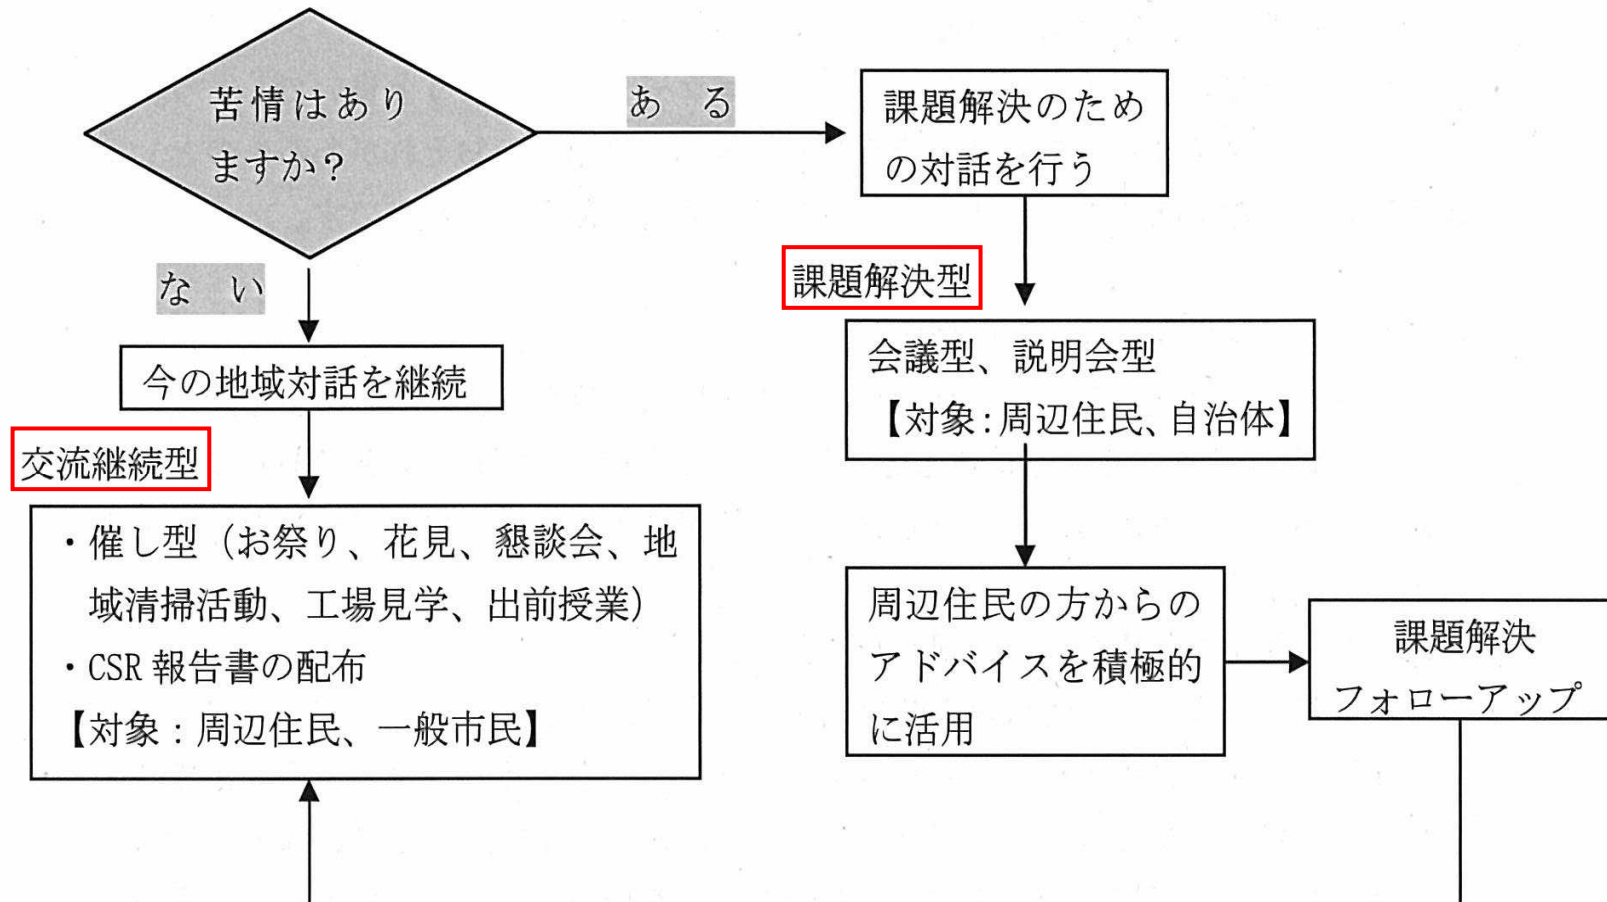 苦情はあり
ますか？
ある
課題解決のため
の対話を行う
ない
課題解決型
今の地域対話を継続
会議型、説明会型
【対象：周辺住民、自治体】
交流継続型
・催し型（お祭り、花見、懇談会、地
域清掃活動、工場見学、出前授業）
・CSR 報告書の配布
【対象：周辺住民、一般市民】
周辺住民の方からの
アドバイスを積極的
に活用
課題解決
フォローアップ